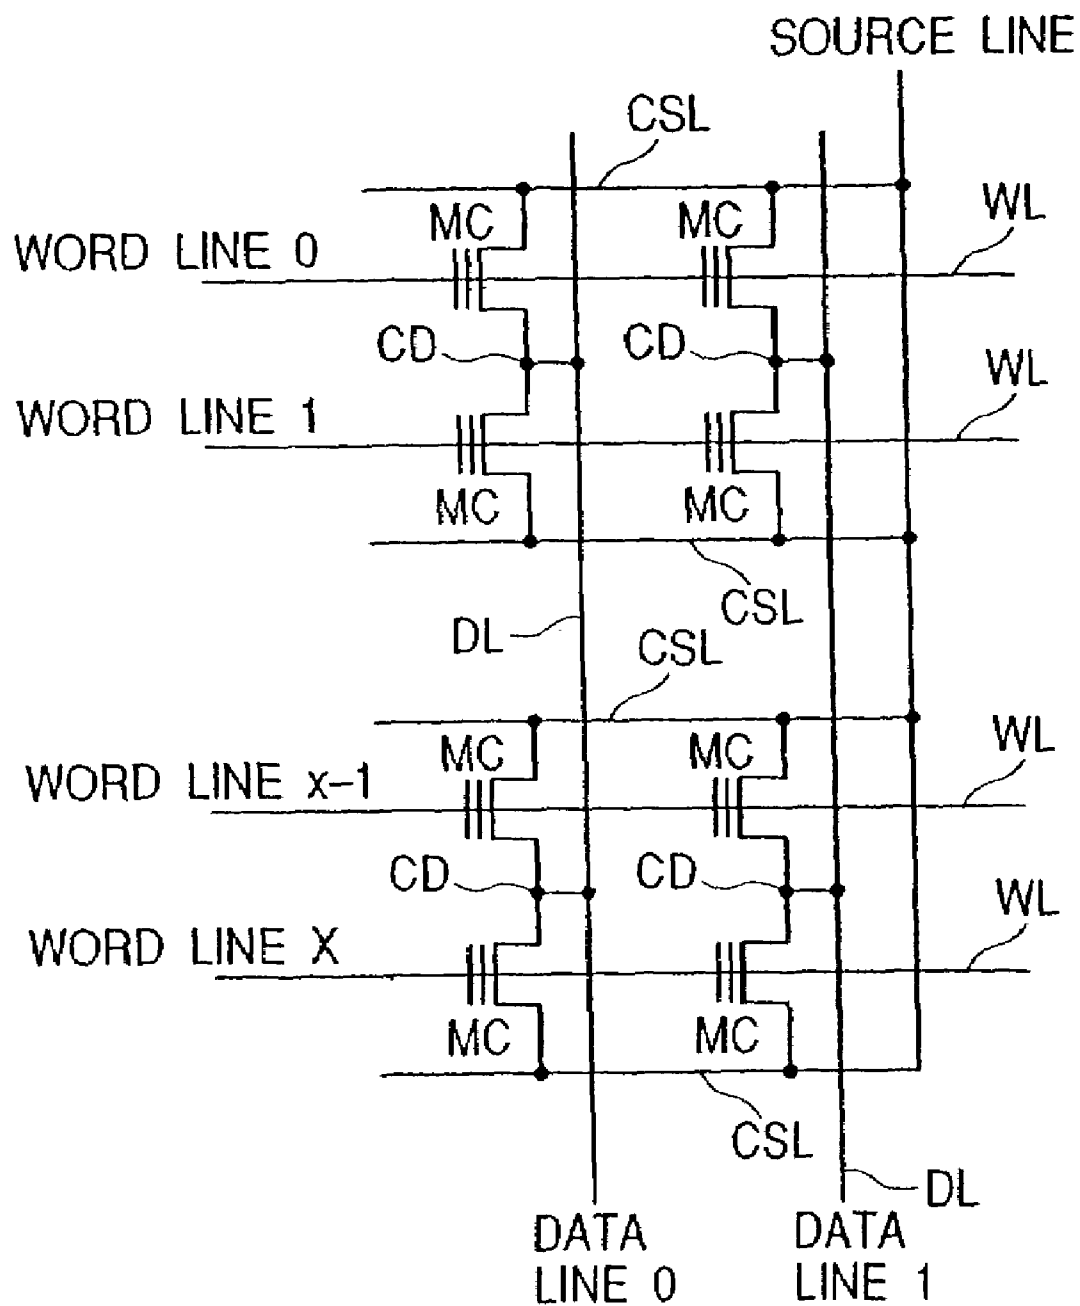 SOURCE LINE
CSL
WL
MC MC
WORD LINE 0
CD CD
WL
WORD LINE 1
MC MC
CSL
DL
CSL
WL
MC MC
WORD LINE x-1
CD CD
WL
WORD LINE X
MC MC
CSL
DL
DATA LINE 0
DATA LINE 1